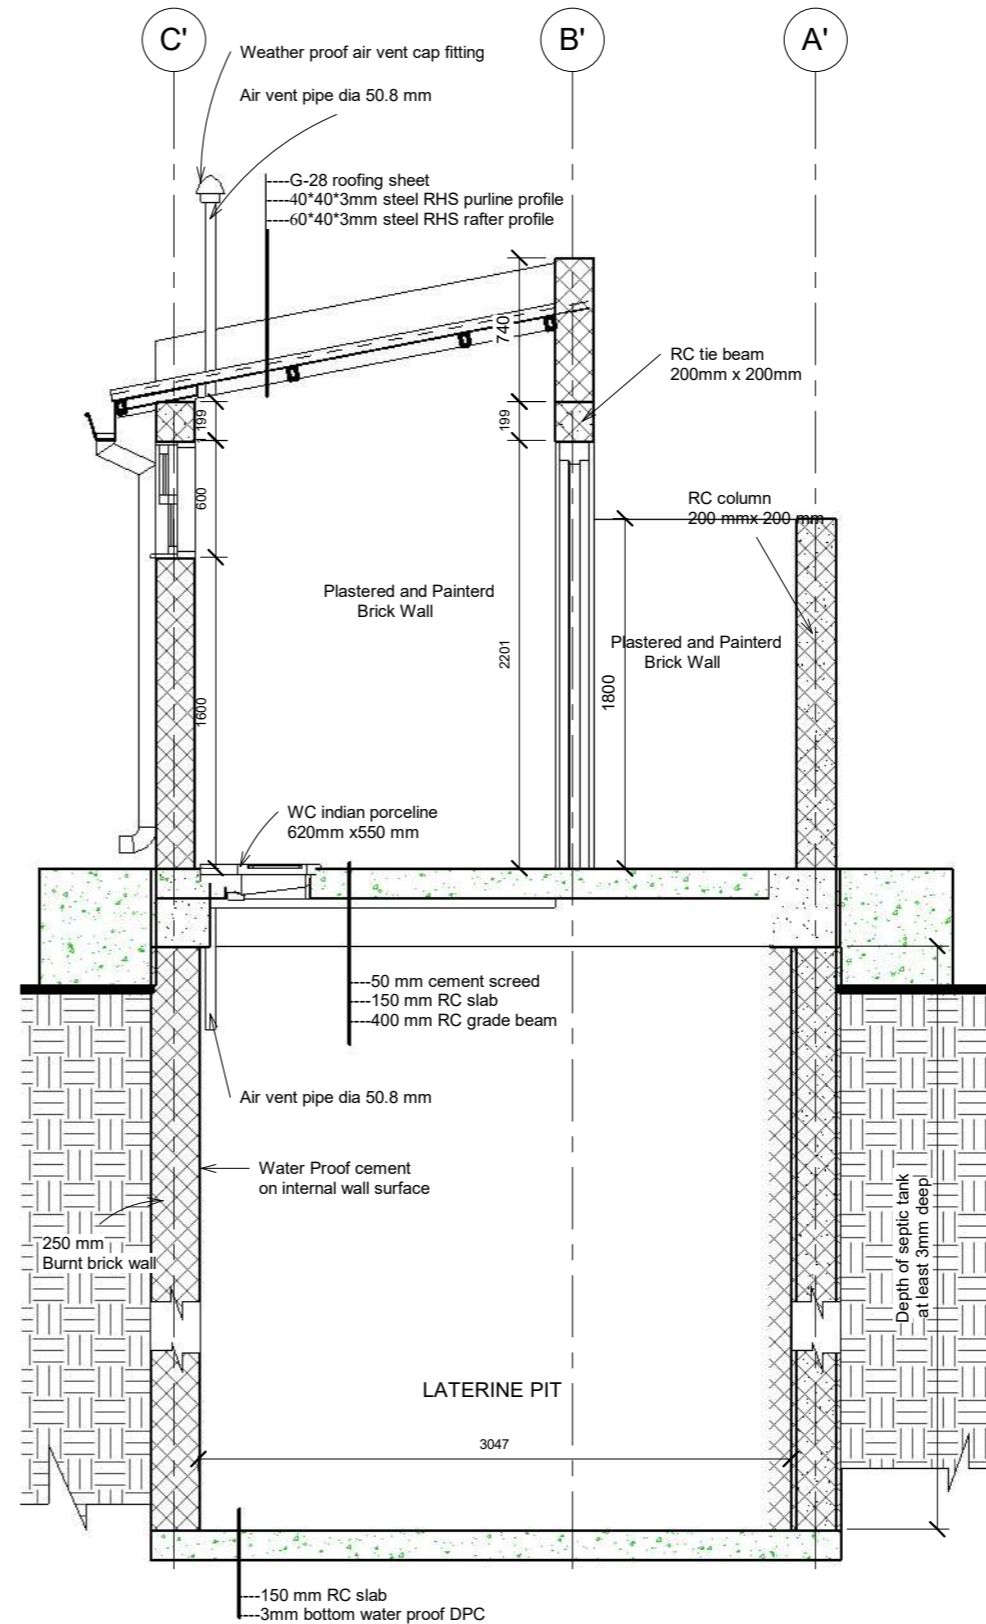 C'
B'
A'
Weather proof air vent cap fitting
Air vent pipe dia 50.8 mm
----G-28 roofing sheet
----40*40*3mm steel RHS purline profile
----60*40*3mm steel RHS rafter profile
740
RC tie beam
200mm x 200mm
199
199
600
RC column
200 mmx 200 mm
Plastered and Painterd
Brick Wall
2201
Plastered and Painterd
Brick Wall
1800
1600
WC indian porceline
620mm x550 mm
----50 mm cement screed
----150 mm RC slab
----400 mm RC grade beam
Air vent pipe dia 50.8 mm
Water Proof cement
on internal wall surface
250 mm
Burnt brick wall
Depth of septic tank
at least 3mm deep
LATERINE PIT
3047
----150 mm RC slab
----3mm bottom water proof DPC